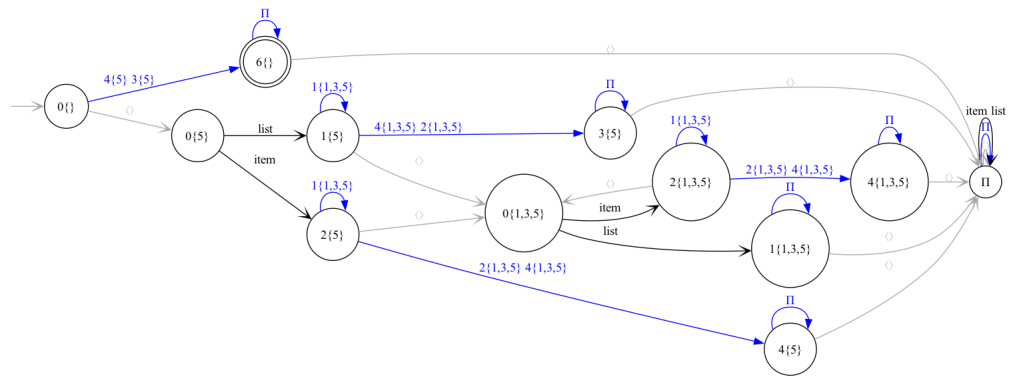 Π
⟨⟩
6{}
4{5} 3{5}
0{}
⟨⟩
⟨⟩
1{1,3,5}
Π
item list
Π
list
4{1,3,5} 2{1,3,5}
1{1,3,5}
0{5}
1{5}
3{5}
item
⟨⟩
2{1,3,5} 4{1,3,5}
Π
⟨⟩
2{1,3,5}
4{1,3,5}
⟨⟩
Π
1{1,3,5}
Π
item
⟨⟩
0{1,3,5}
list
2{5}
⟨⟩
1{1,3,5}
2{1,3,5} 4{1,3,5}
⟨⟩
Π
4{5}